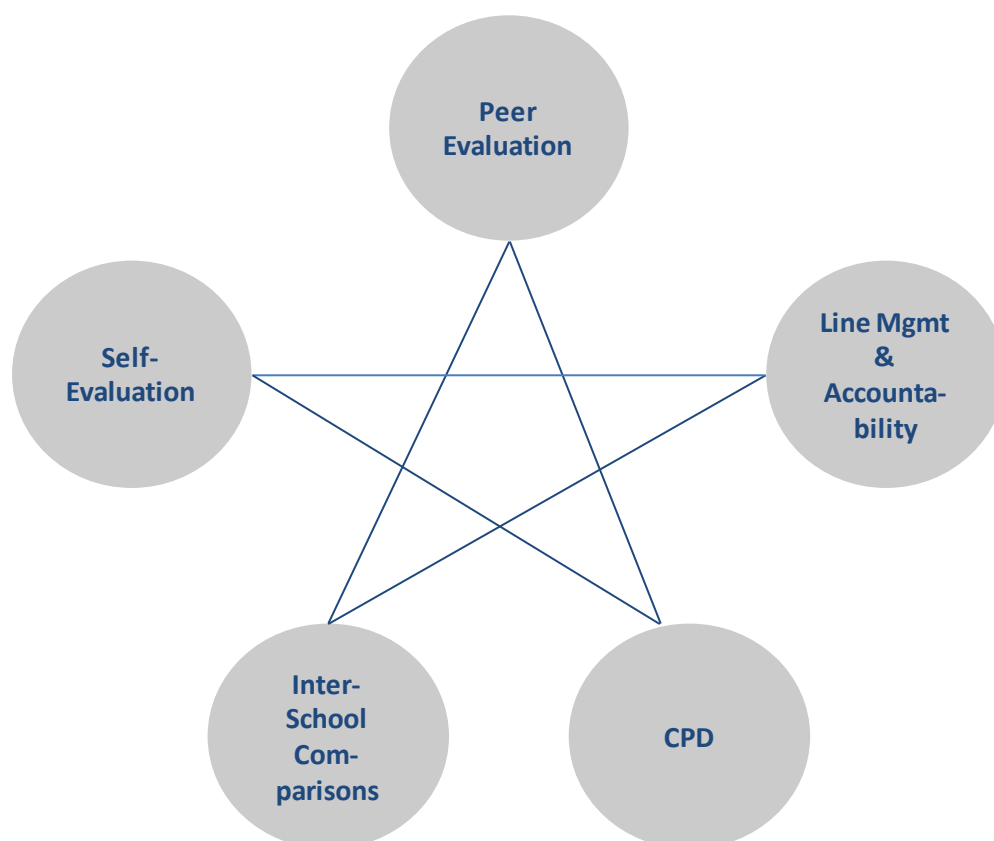 Peer
Evaluation
Line Mgmt
&
Accounta-
bility
Self-
Evaluation
Inter-
School
Com-
parisons
CPD